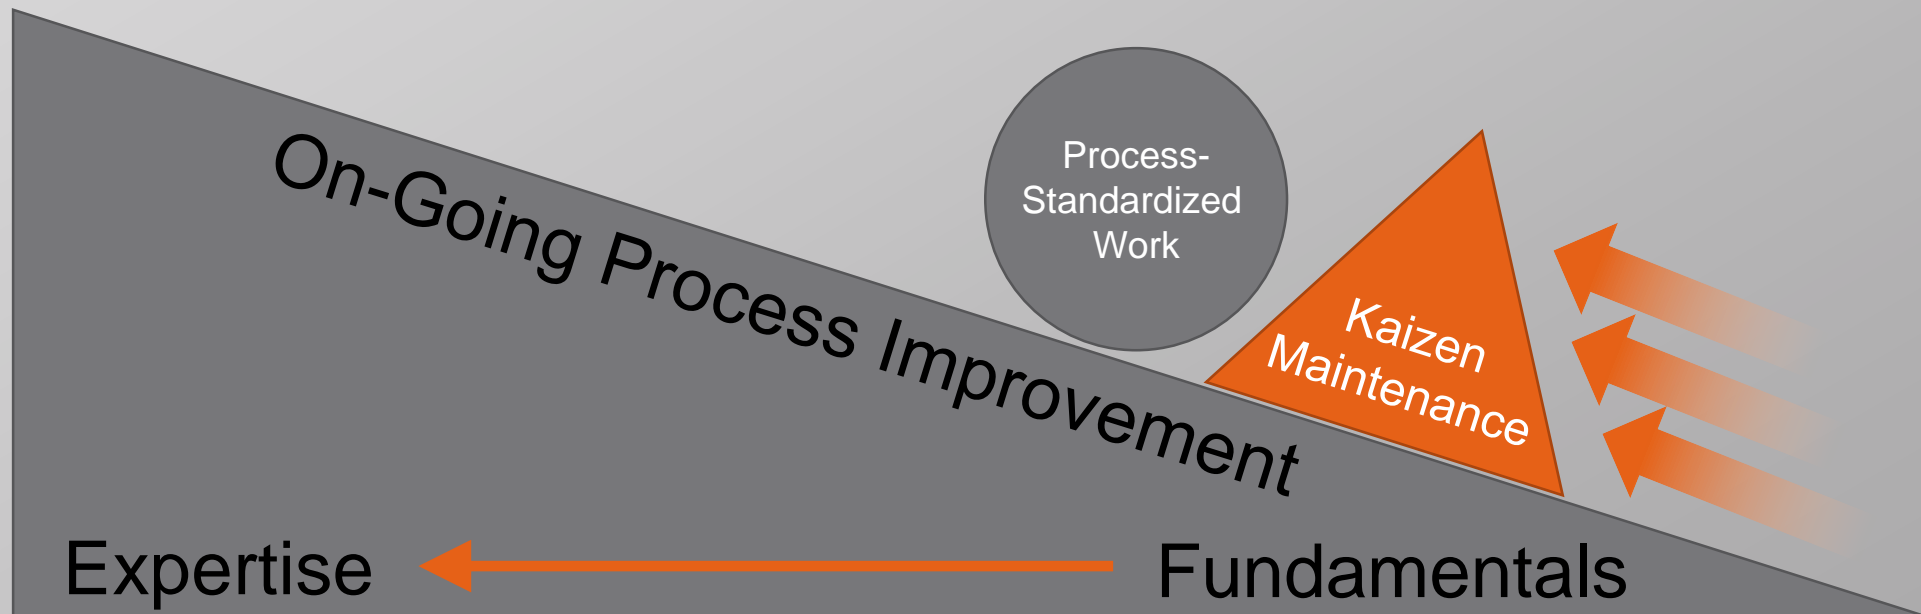 On-Going Process Improvement
Process-
Standardized
Work
Kaizen
Maintenance
Expertise
Fundamentals